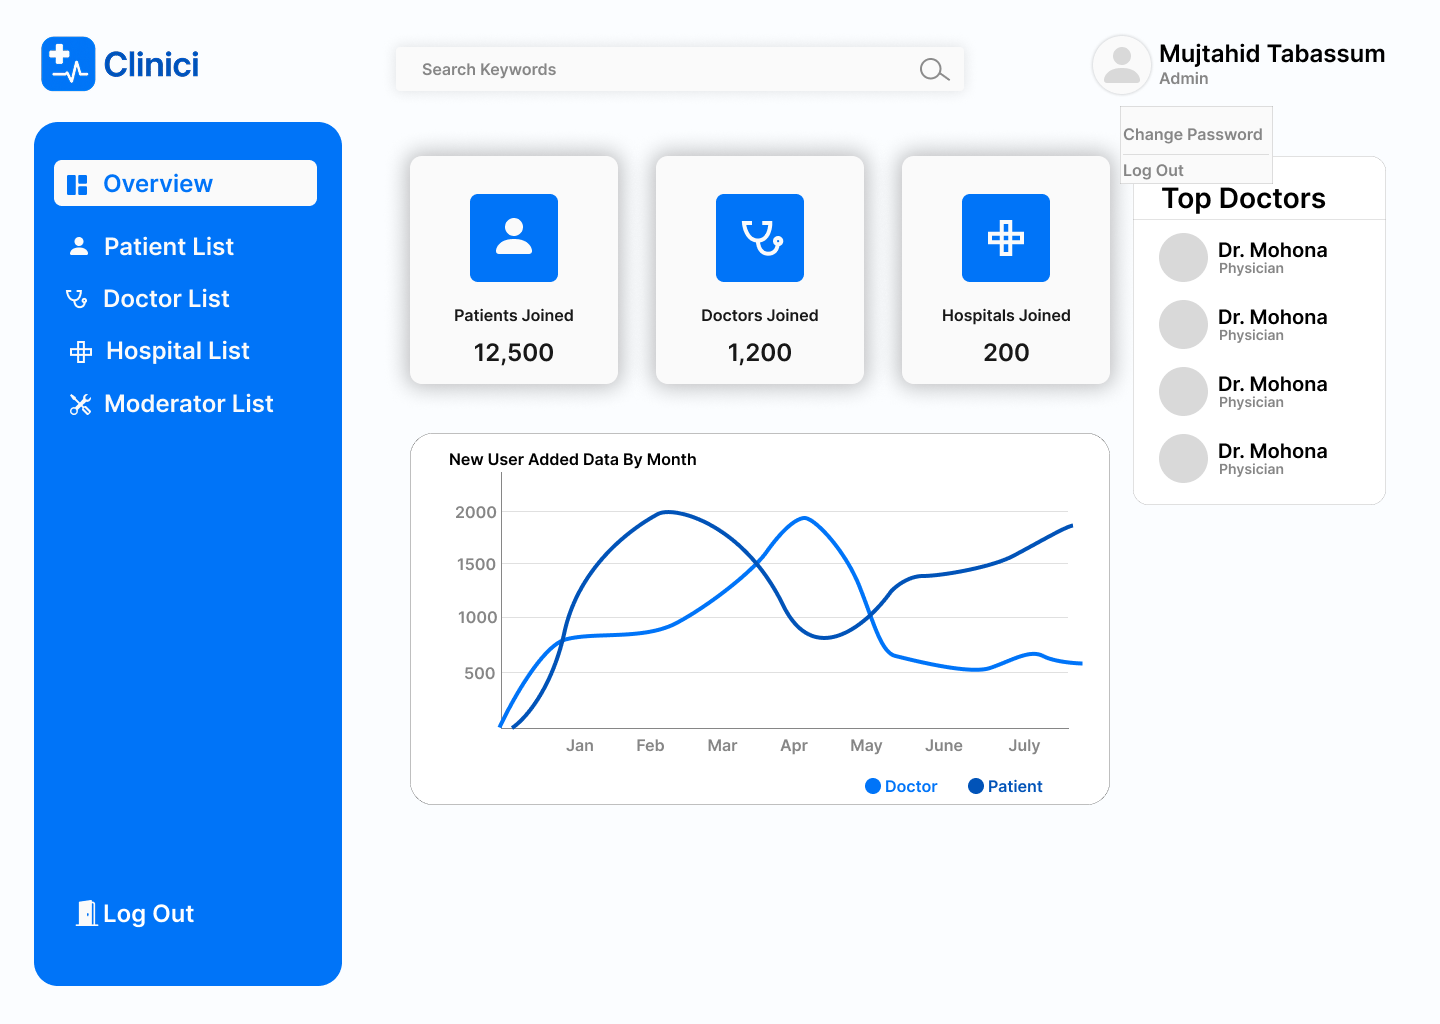 Clinici
Search Keywords
Mujtahid Tabassum
Admin
Change Password
Log Out
Overview
Patient List
Doctor List
Hospital List
Moderator List
Log Out
Patients Joined
12,500
Doctors Joined
1,200
Hospitals Joined
200
Top Doctors
Dr. Mohona
Physician
Dr. Mohona
Physician
Dr. Mohona
Physician
Dr. Mohona
Physician
New User Added Data By Month
2000
1500
1000
500
Jan Feb Mar Apr May June July
Doctor Patient